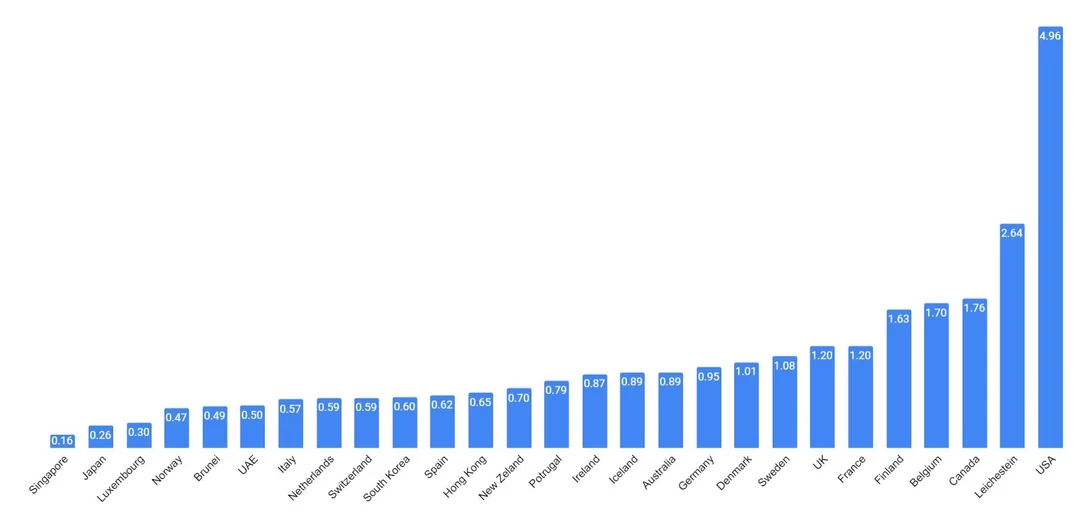 4.96
2.64
1.76
1.70
1.63
1.20
1.20
1.08
1.01
0.95
0.89
0.89
0.87
0.79
0.70
0.65
0.62
0.60
0.59
0.59
0.57
0.50
0.49
0.47
0.30
0.26
0.16
Singapore
Japan
Luxembourg
Norway
Brunei
UAE
Italy
Netherlands
Switzerland
South Korea
Spain
Hong Kong
New Zeland
Potrugal
Ireland
Iceland
Australia
Germany
Denmark
Sweden
UK
France
Finland
Belgium
Canada
Leichestein
USA